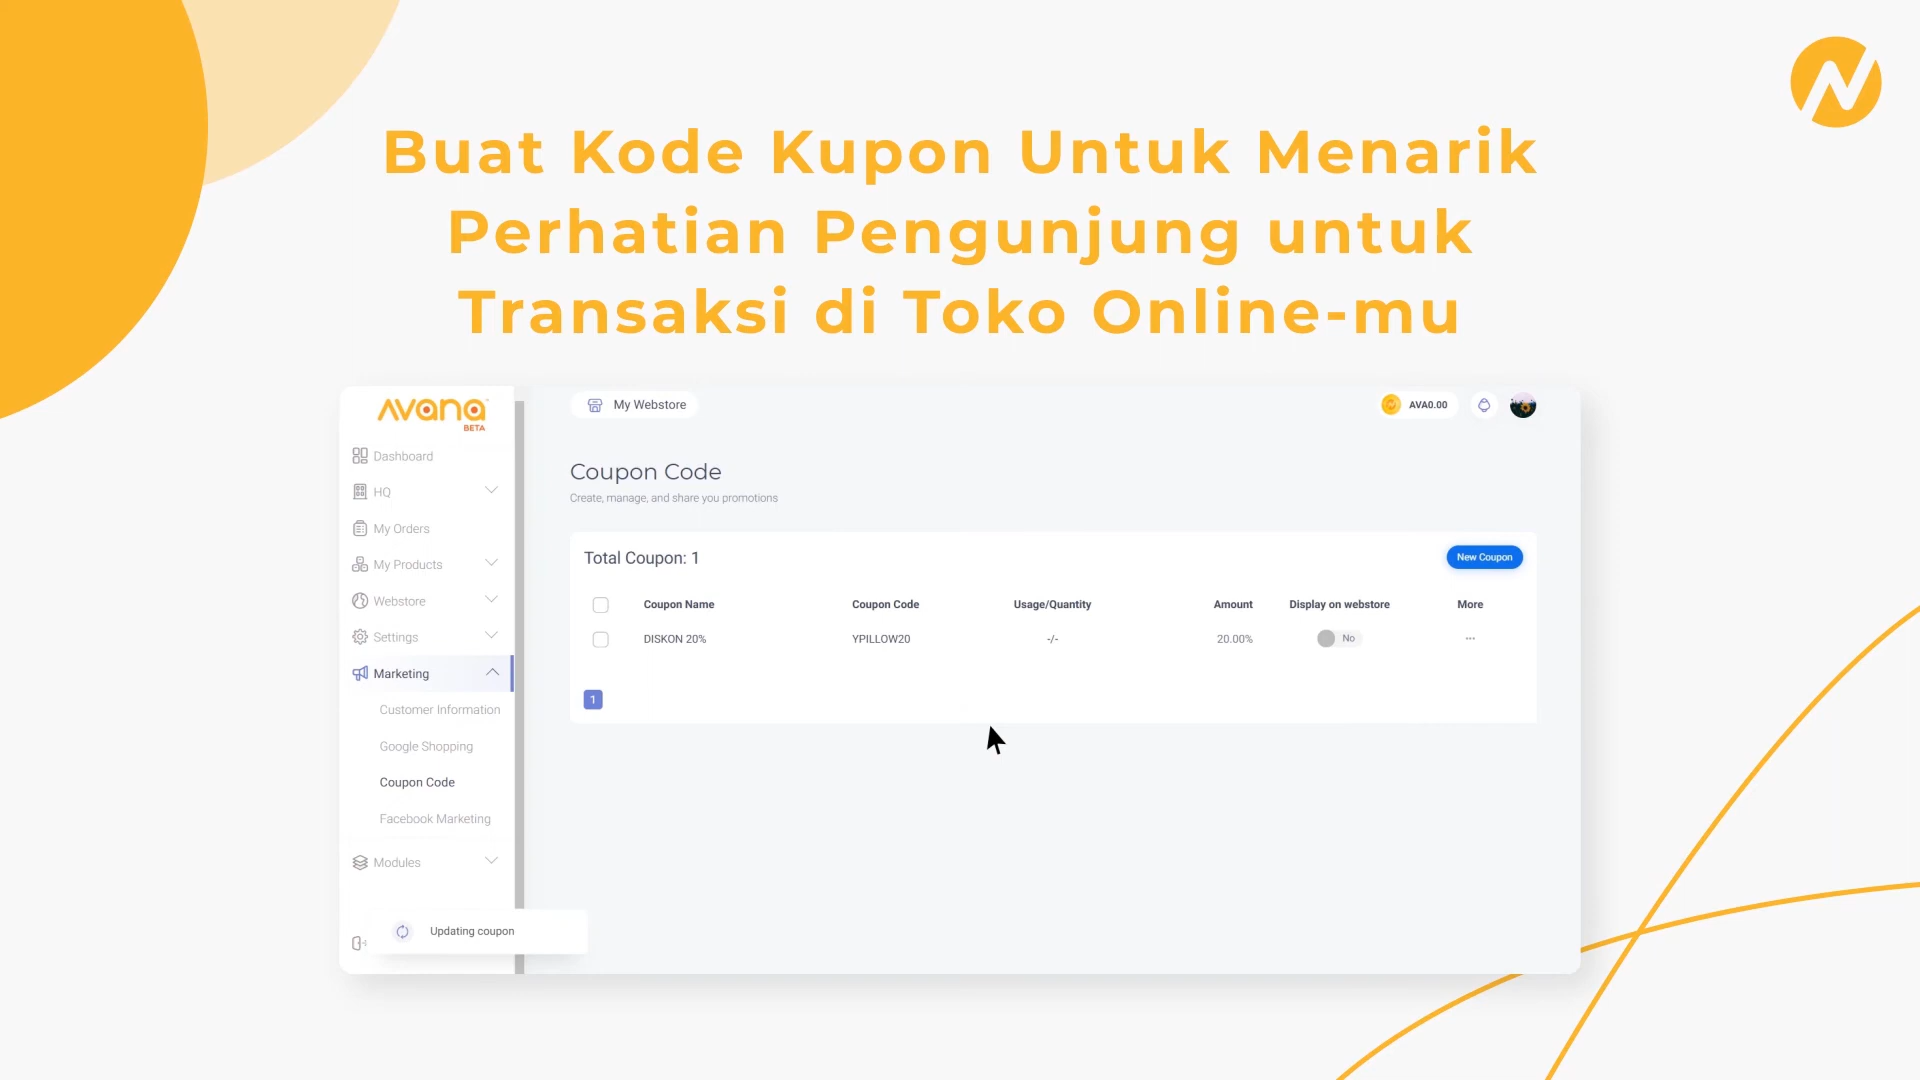 Buat Kode Kupon Untuk Menarik
Perhatian Pengunjung untuk
Transaksi di Toko Online-mu
AVANA
BETA
My Webstore
AVA0.00
Dashboard
HQ
My Orders
My Products
Webstore
Settings
Marketing
Customer Information
Google Shopping
Coupon Code
Facebook Marketing
Modules
Updating coupon
Coupon Code
Create, manage, and share you promotions
Total Coupon: 1
New Coupon
Coupon Name Coupon Code Usage/Quantity Amount Display on webstore More
DISKON 20% YPILLOW20 -/- 20.00% No ...
1